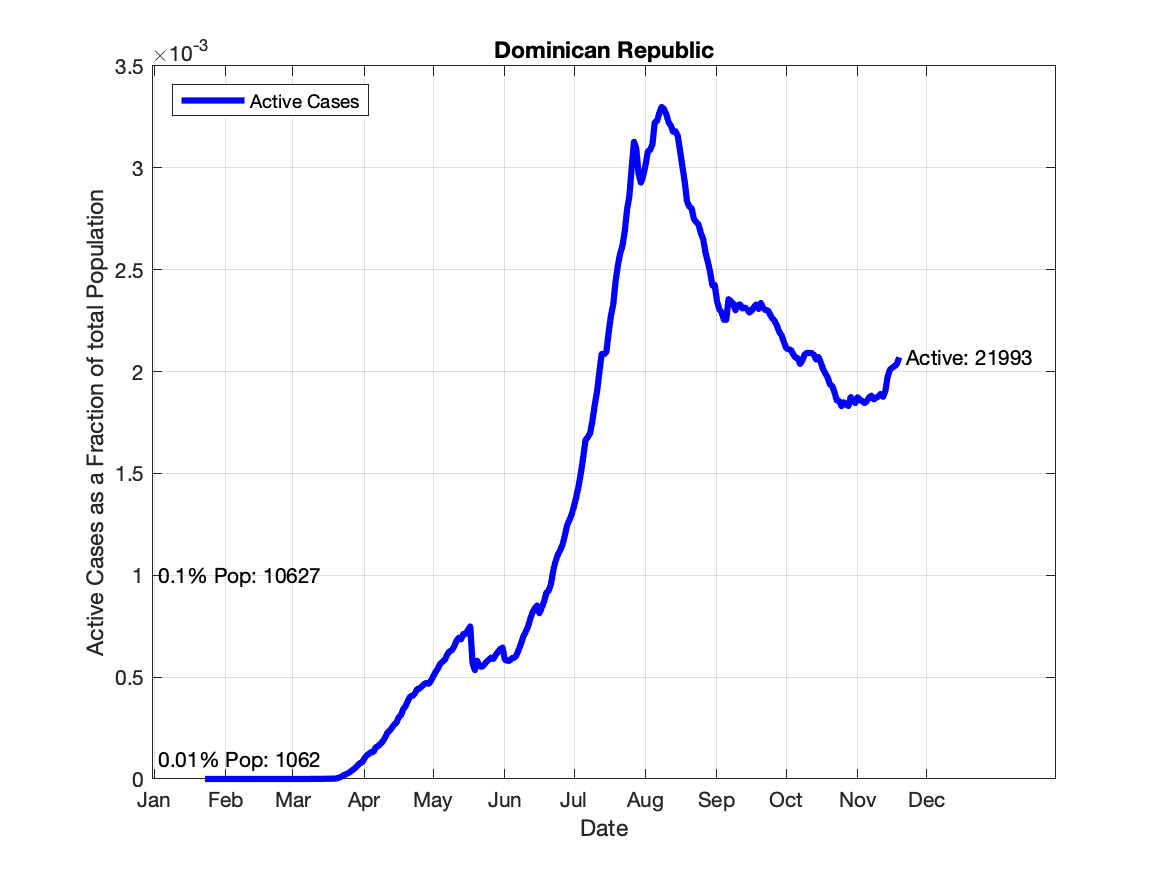 Dominican Republic
×10-3
3.5
3
2.5
2
1.5
1
0.5
0
Active Cases as a Fraction of total Population
Active Cases
Active: 21993
0.1% Pop: 10627
0.01% Pop: 1062
Jan Feb Mar Apr May Jun Jul Aug Sep Oct Nov Dec
Date